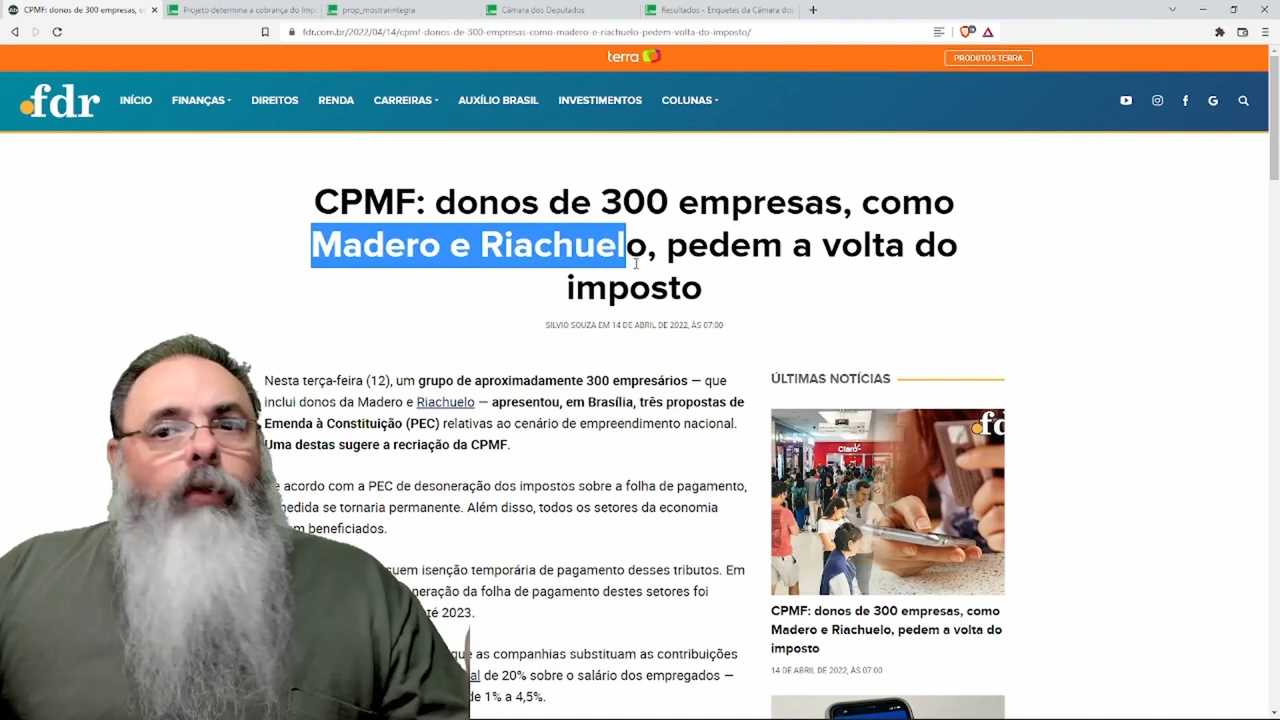 CPMF: donos de 300 empresas, c
Projeto determina a cobrança do Imp
prop_mostrarintegra
Câmara dos Deputados
Resultados - Enquetes da Câmara dos
fdr.com.br/2022/04/14/cpmf-donos-de-300-empresas-como-madero-e-riachuelo-pedem-volta-do-imposto/
terra
PRODUTOS TERRA
.fdr
INÍCIO
FINANÇAS
DIREITOS
RENDA
CARREIRAS
AUXÍLIO BRASIL
INVESTIMENTOS
COLUNAS
CPMF: donos de 300 empresas, como
Madero e Riachuelo, pedem a volta do
imposto
SILVIO SOUZA EM 14 DE ABRIL DE 2022, ÀS 07:00
Nesta terça-feira (12), um grupo de aproximadamente 300 empresários — que
inclui donos da Madero e Riachuelo — apresentou, em Brasília, três propostas de
Emenda à Constituição (PEC) relativas ao cenário de empreendimento nacional.
Uma destas sugere a recriação da CPMF.
e acordo com a PEC de desoneração dos impostos sobre a folha de pagamento,
medida se tornaria permanente. Além disso, todos os setores da economia
m beneficiados.
suem isenção temporária de pagamento desses tributos. Em
neração da folha de pagamento destes setores foi
té 2023.
que as companhias substituam as contribuições
al de 20% sobre o salário dos empregados —
de 1% a 4,5%.
ÚLTIMAS NOTÍCIAS
fd
Claro
CPMF: donos de 300 empresas, como
Madero e Riachuelo, pedem a volta do
imposto
14 DE ABRIL DE 2022, ÀS 07:00